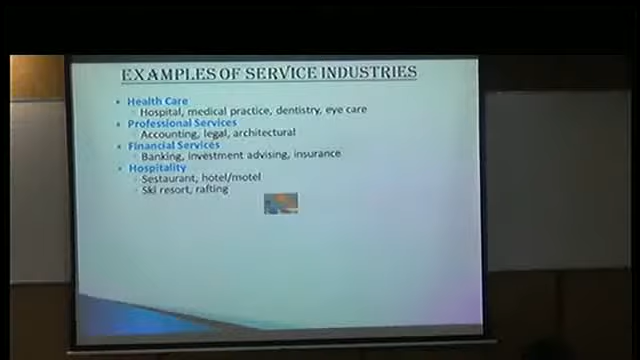 EXAMPLES OF SERVICE INDUSTRIES
Health Care
Hospital, medical practice, dentistry, eye care
Professional Services
Accounting, legal, architectural
Financial Services
Banking, investment advising, insurance
Hospitality
Sestaurant, hotel/motel
Ski resort, rafting